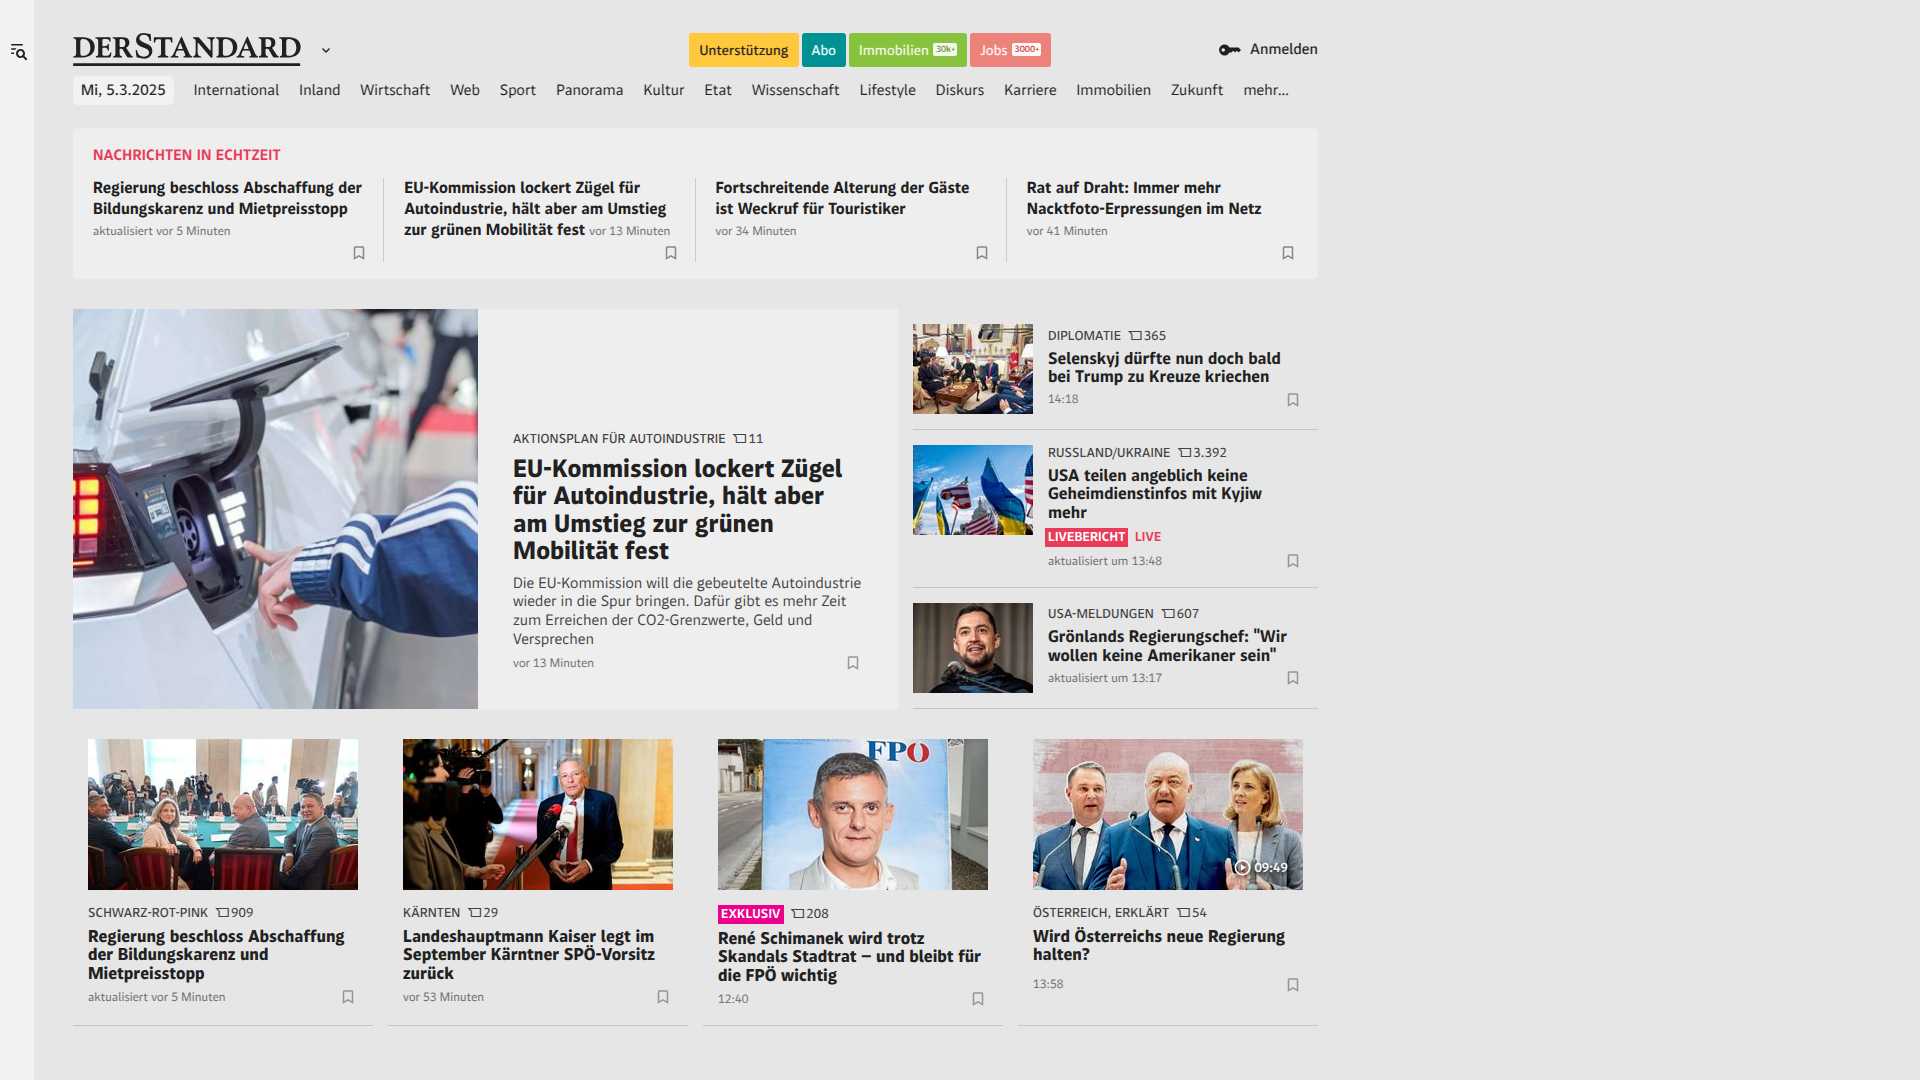 DERSTANDARD
Unterstützung
Abo
Immobilien 30k+
Jobs 3000+
Anmelden
Mi, 5.3.2025 International Inland Wirtschaft Web Sport Panorama Kultur Etat Wissenschaft Lifestyle Diskurs Karriere Immobilien Zukunft mehr...
NACHRICHTEN IN ECHTZEIT
Regierung beschloss Abschaffung der
Bildungskarenz und Mietpreisstopp
aktualisiert vor 5 Minuten
EU-Kommission lockert Zügel für
Autoindustrie, hält aber am Umstieg
zur grünen Mobilität fest vor 13 Minuten
Fortschreitende Alterung der Gäste
ist Weckruf für Touristiker
vor 34 Minuten
Rat auf Draht: Immer mehr
Nacktfoto-Erpressungen im Netz
vor 41 Minuten
AKTIONSPLAN FÜR AUTOINDUSTRIE 11
EU-Kommission lockert Zügel
für Autoindustrie, hält aber
am Umstieg zur grünen
Mobilität fest
Die EU-Kommission will die gebeutelte Autoindustrie
wieder in die Spur bringen. Dafür gibt es mehr Zeit
zum Erreichen der CO2-Grenzwerte, Geld und
Versprechen
vor 13 Minuten
DIPLOMATIE 365
Selenskyj dürfte nun doch bald
bei Trump zu Kreuze kriechen
14:18
RUSSLAND/UKRAINE 3.392
USA teilen angeblich keine
Geheimdienstinfos mit Kyjiw
mehr
LIVEBERICHT LIVE
aktualisiert um 13:48
USA-MELDUNGEN 607
Grönlands Regierungschef: "Wir
wollen keine Amerikaner sein"
aktualisiert um 13:17
SCHWARZ-ROT-PINK 909
Regierung beschloss Abschaffung
der Bildungskarenz und
Mietpreisstopp
aktualisiert vor 5 Minuten
KÄRNTEN 29
Landeshauptmann Kaiser legt im
September Kärntner SPÖ-Vorsitz
zurück
vor 53 Minuten
FPÖ
EXKLUSIV 208
René Schimanek wird trotz
Skandals Stadtrat – und bleibt für
die FPÖ wichtig
12:40
09:49
ÖSTERREICH, ERKLÄRT 54
Wird Österreichs neue Regierung
halten?
13:58